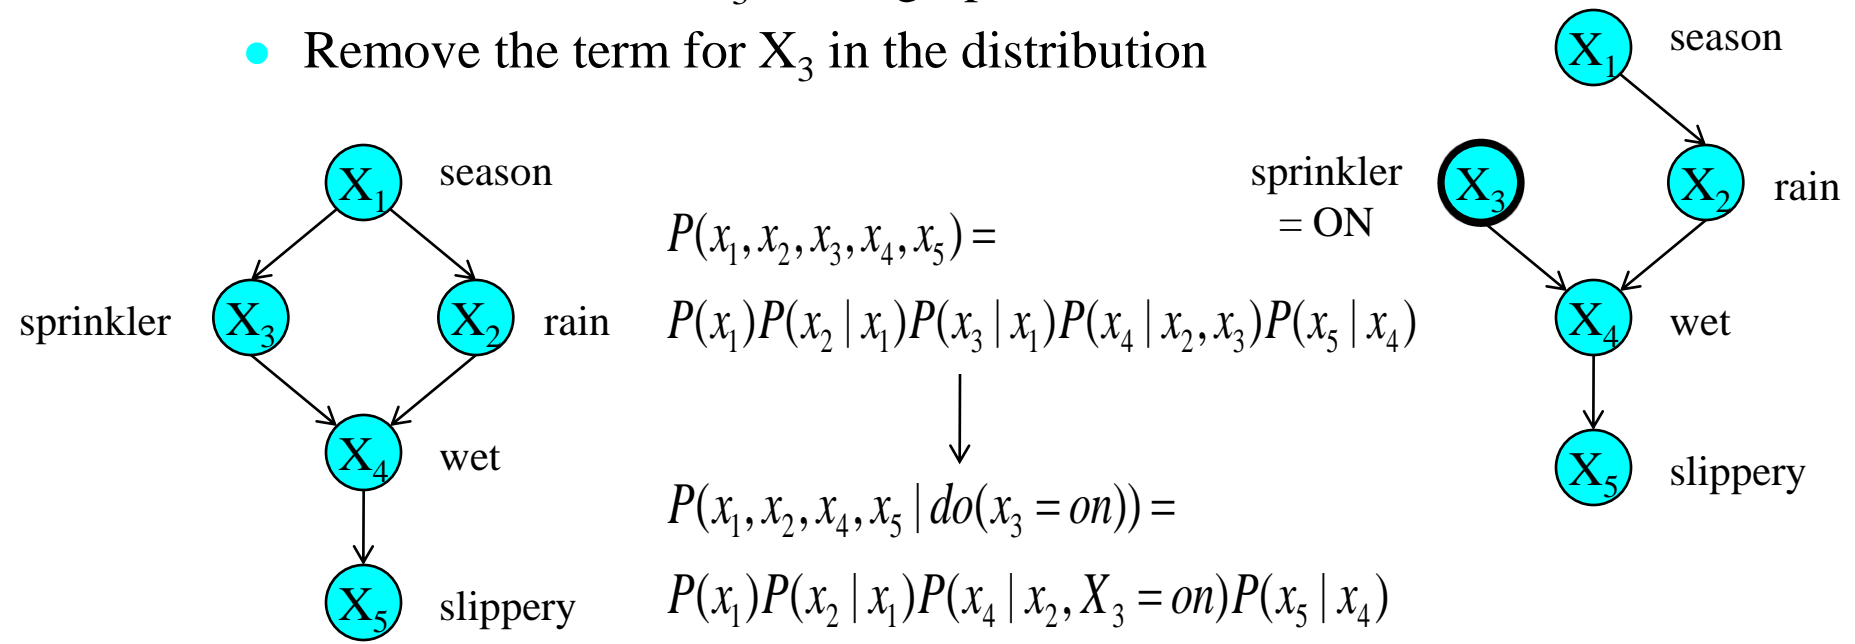 • Remove the term for X₃ in the distribution
X₁ season
X₃ sprinkler
X₂ rain
X₄ wet
X₅ slippery
P(x₁, x₂, x₃, x₄, x₅) =
P(x₁)P(x₂ | x₁)P(x₃ | x₁)P(x₄ | x₂, x₃)P(x₅ | x₄)
P(x₁, x₂, x₄, x₅ | do(x₃ = on)) =
P(x₁)P(x₂ | x₁)P(x₄ | x₂, X₃ = on)P(x₅ | x₄)
X₁ season
sprinkler
= ON
X₃
X₂ rain
X₄ wet
X₅ slippery